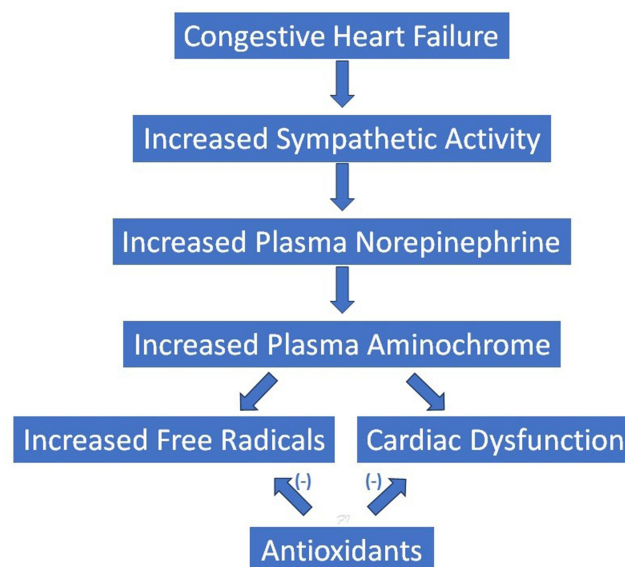 Congestive Heart Failure
Increased Sympathetic Activity
Increased Plasma Norepinephrine
Increased Plasma Aminochrome
Increased Free Radicals
Cardiac Dysfunction
(-)
(-)
Antioxidants